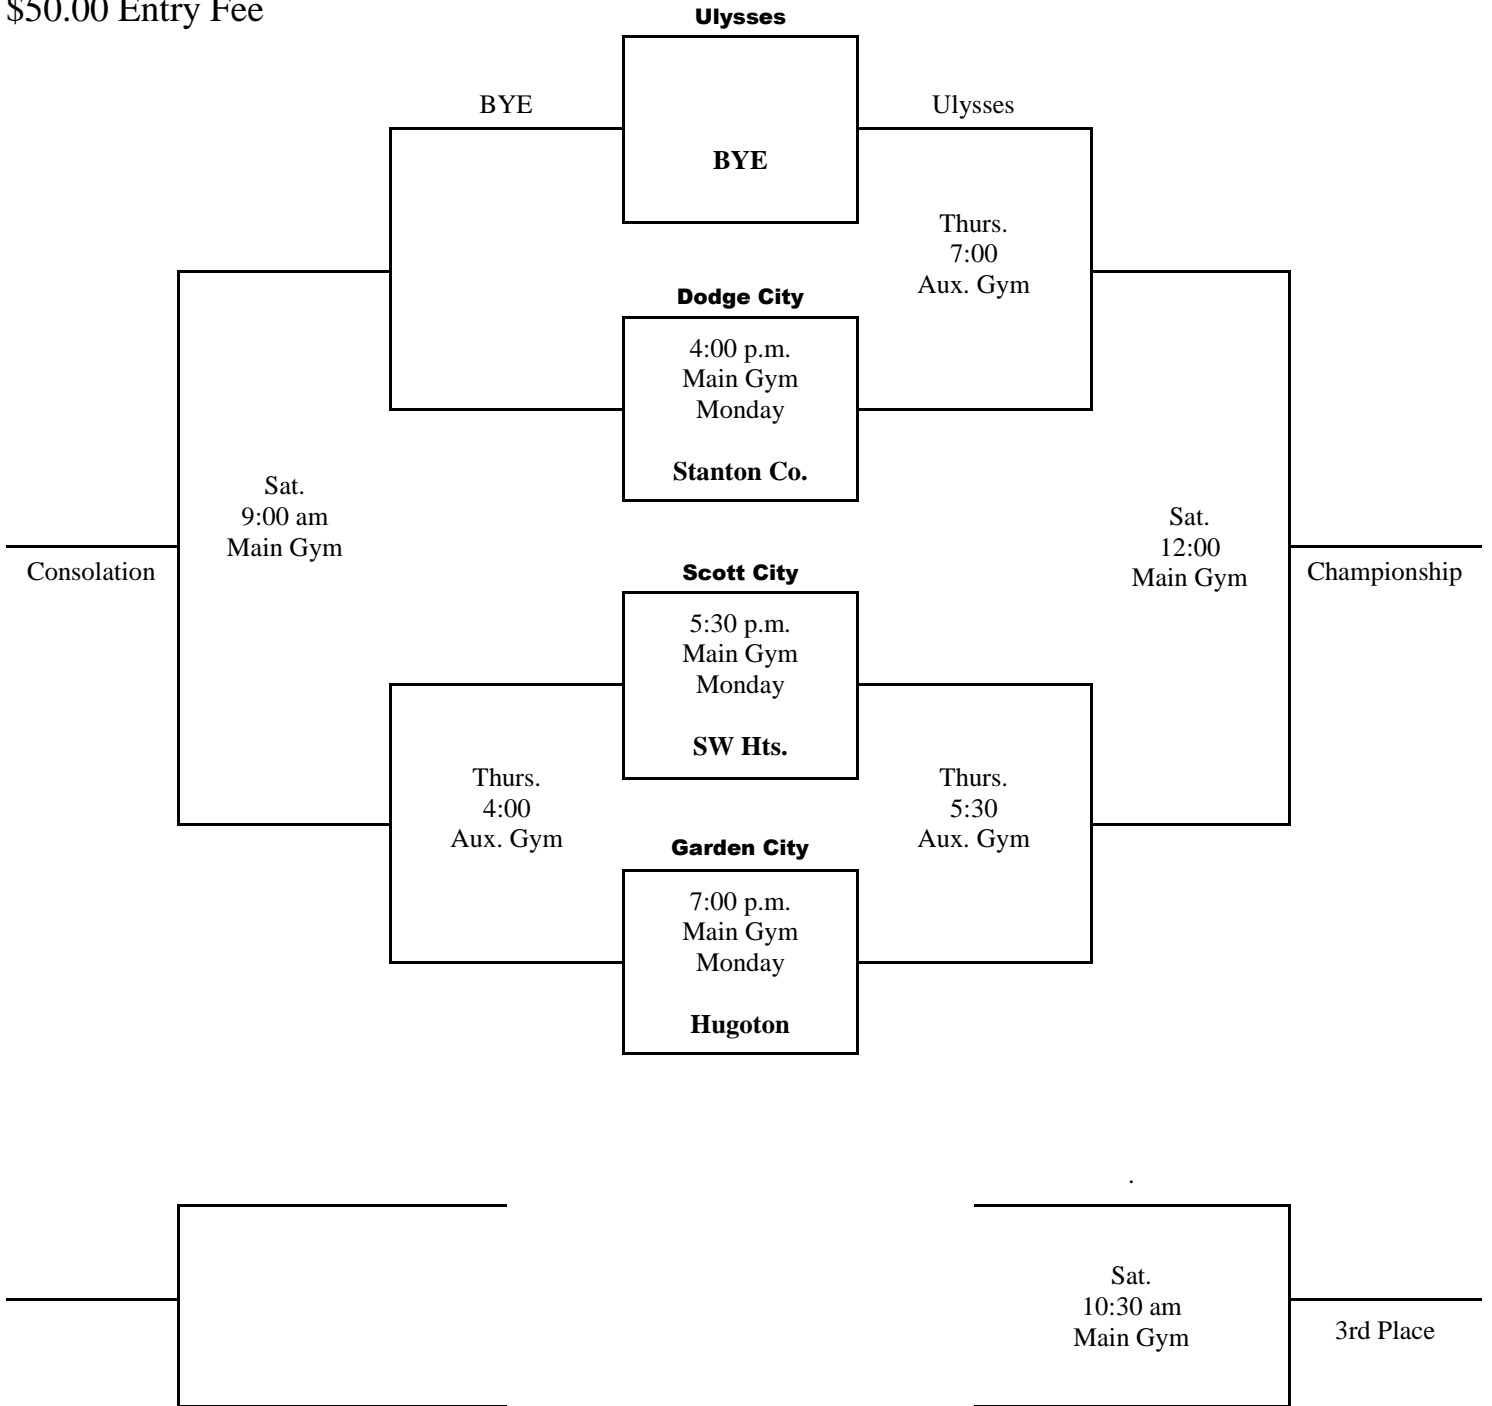 $50.00 Entry Fee
Ulysses
BYE
Ulysses
BYE
Thurs.
7:00
Aux. Gym
Dodge City
4:00 p.m.
Main Gym
Monday
Stanton Co.
Sat.
9:00 am
Main Gym
Consolation
Sat.
12:00
Main Gym
Championship
Scott City
5:30 p.m.
Main Gym
Monday
SW Hts.
Thurs.
4:00
Aux. Gym
Thurs.
5:30
Aux. Gym
Garden City
7:00 p.m.
Main Gym
Monday
Hugoton
.
Sat.
10:30 am
Main Gym
3rd Place